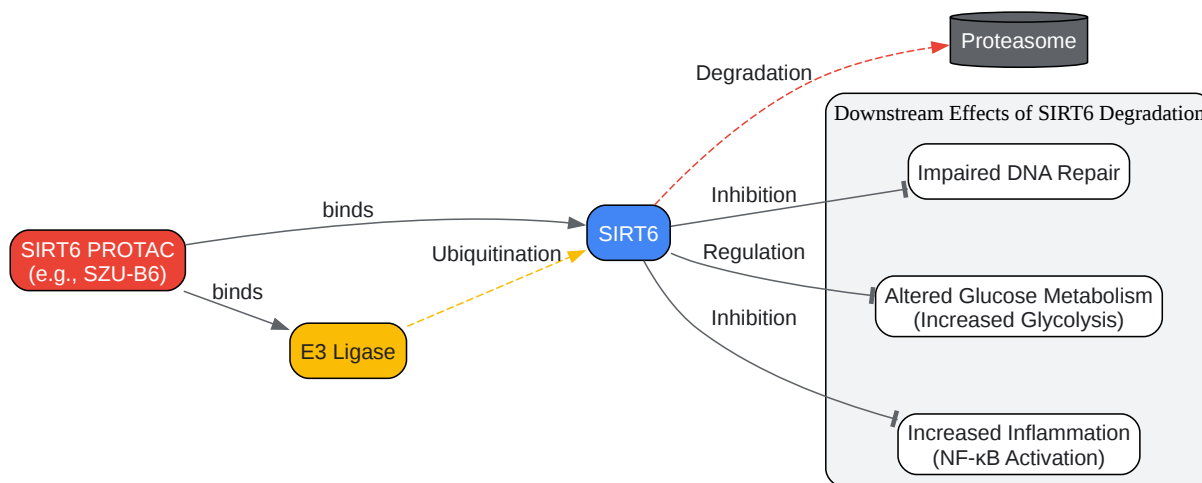 Proteasome
Degradation
Downstream Effects of SIRT6 Degradation
Impaired DNA Repair
Inhibition
binds
SIRT6
SIRT6 PROTAC
(e.g., SZU-B6)
Ubiquitination
Regulation
binds
Altered Glucose Metabolism
(Increased Glycolysis)
Inhibition
E3 Ligase
Increased Inflammation
(NF-κB Activation)